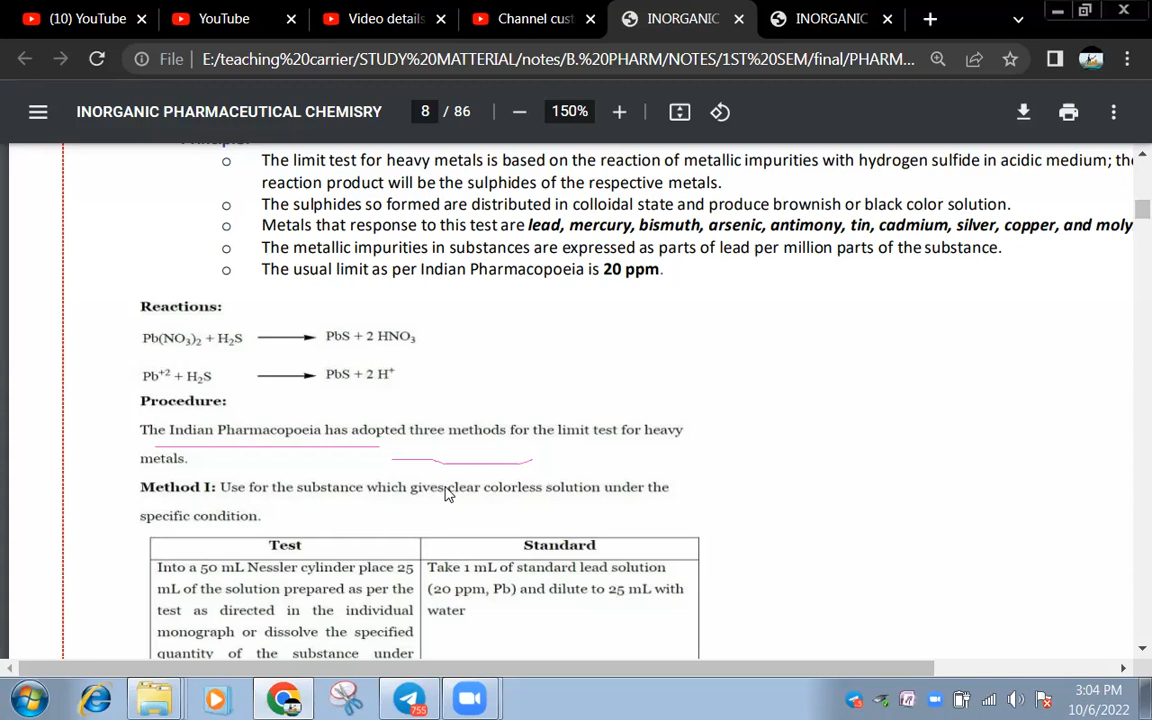 (10) YouTube
YouTube
Video details
Channel cust
INORGANIC
INORGANIC
File
E:/teaching%20carrier/STUDY%20MATTERIAL/notes/B.%20PHARM/NOTES/1ST%20SEM/final/PHARM...
INORGANIC PHARMACEUTICAL CHEMISRY
8 / 86
150%
Principle:
o The limit test for heavy metals is based on the reaction of metallic impurities with hydrogen sulfide in acidic medium; the
reaction product will be the sulphides of the respective metals.
o The sulphides so formed are distributed in colloidal state and produce brownish or black color solution.
o Metals that response to this test are lead, mercury, bismuth, arsenic, antimony, tin, cadmium, silver, copper, and moly
o The metallic impurities in substances are expressed as parts of lead per million parts of the substance.
o The usual limit as per Indian Pharmacopoeia is 20 ppm.
Reactions:
Pb(NO3)2 + H2S → PbS + 2 HNO3
Pb+2 + H2S → PbS + 2 H+
Procedure:
The Indian Pharmacopoeia has adopted three methods for the limit test for heavy
metals.
Method I: Use for the substance which gives clear colorless solution under the
specific condition.
Test
Into a 50 mL Nessler cylinder place 25
mL of the solution prepared as per the
test as directed in the individual
monograph or dissolve the specified
quantity of the substance under
Standard
Take 1 mL of standard lead solution
(20 ppm, Pb) and dilute to 25 mL with
water
755
3:04 PM
10/6/2022